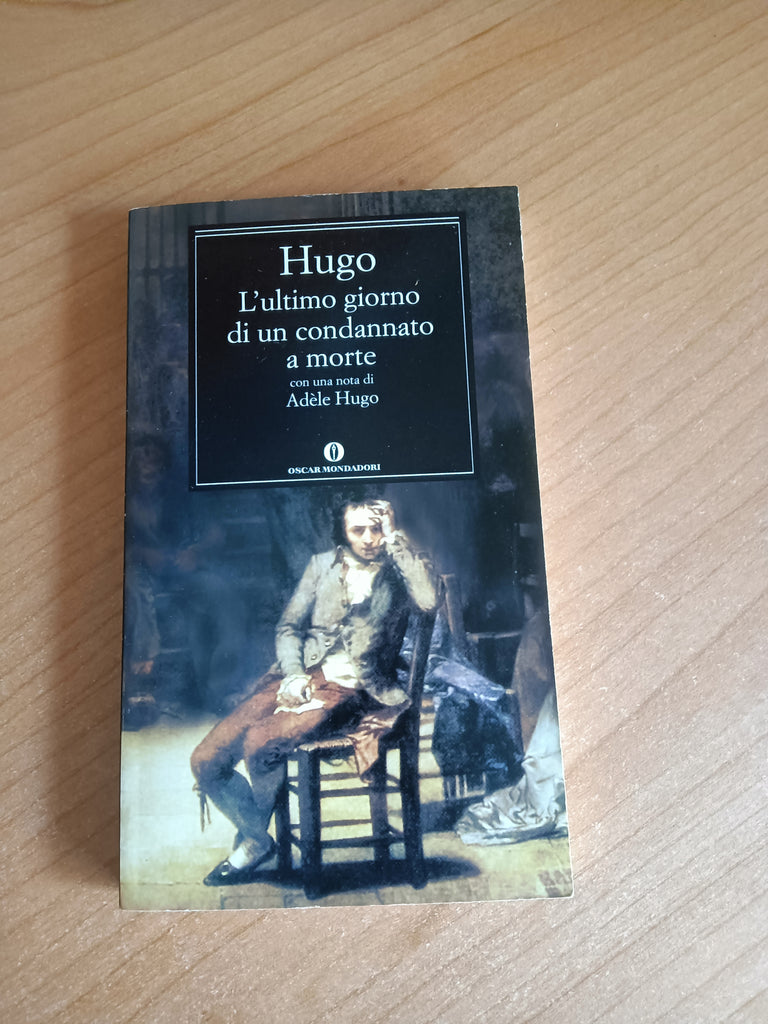 Hugo
L'ultimo giorno
di un condannato
a morte
con una nota di
Adèle Hugo
OSCAR MONDADORI